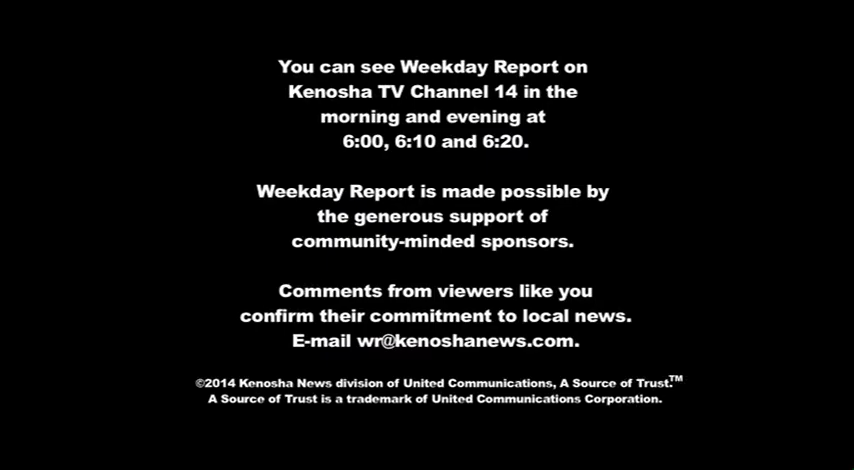 You can see Weekday Report on
Kenosha TV Channel 14 in the
morning and evening at
6:00, 6:10 and 6:20.
Weekday Report is made possible by
the generous support of
community-minded sponsors.
Comments from viewers like you
confirm their commitment to local news.
E-mail wr@kenoshanews.com.
©2014 Kenosha News division of United Communications, A Source of Trust.™
A Source of Trust is a trademark of United Communications Corporation.